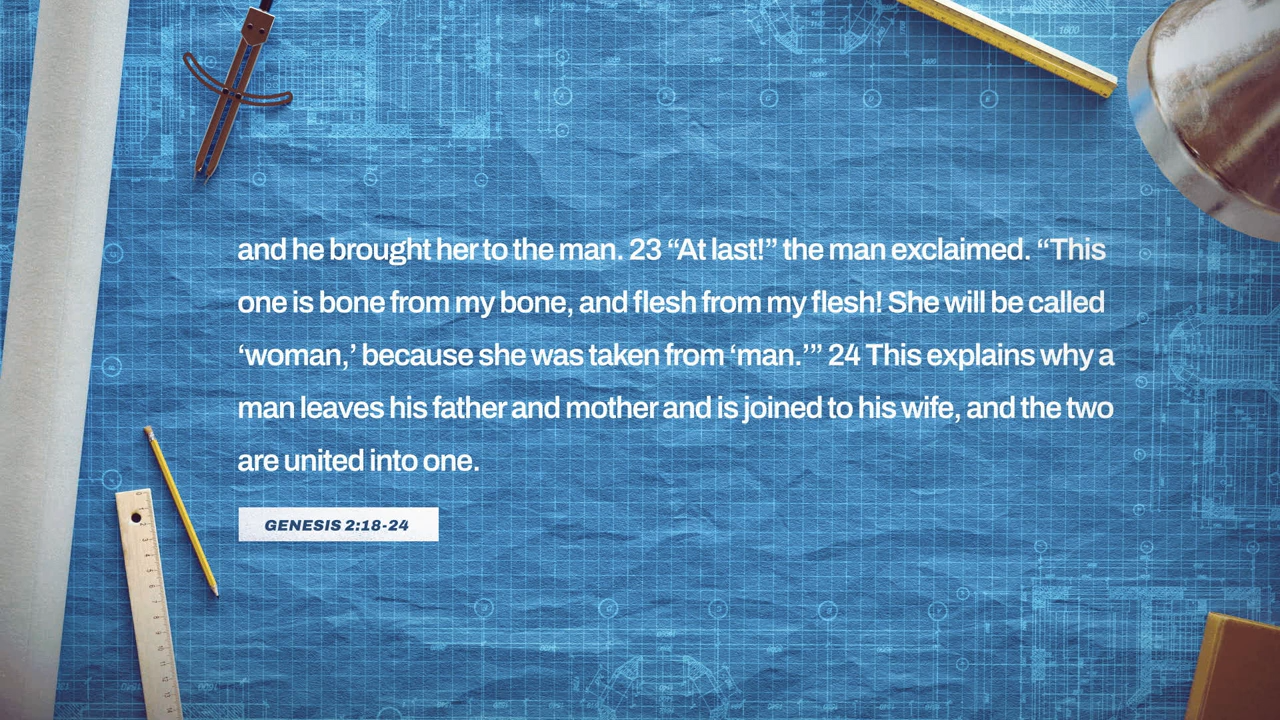 and he brought her to the man. 23 “At last!” the man exclaimed. “This
one is bone from my bone, and flesh from my flesh! She will be called
‘woman,’ because she was taken from ‘man.’” 24 This explains why a
man leaves his father and mother and is joined to his wife, and the two
are united into one.
GENESIS 2:18-24